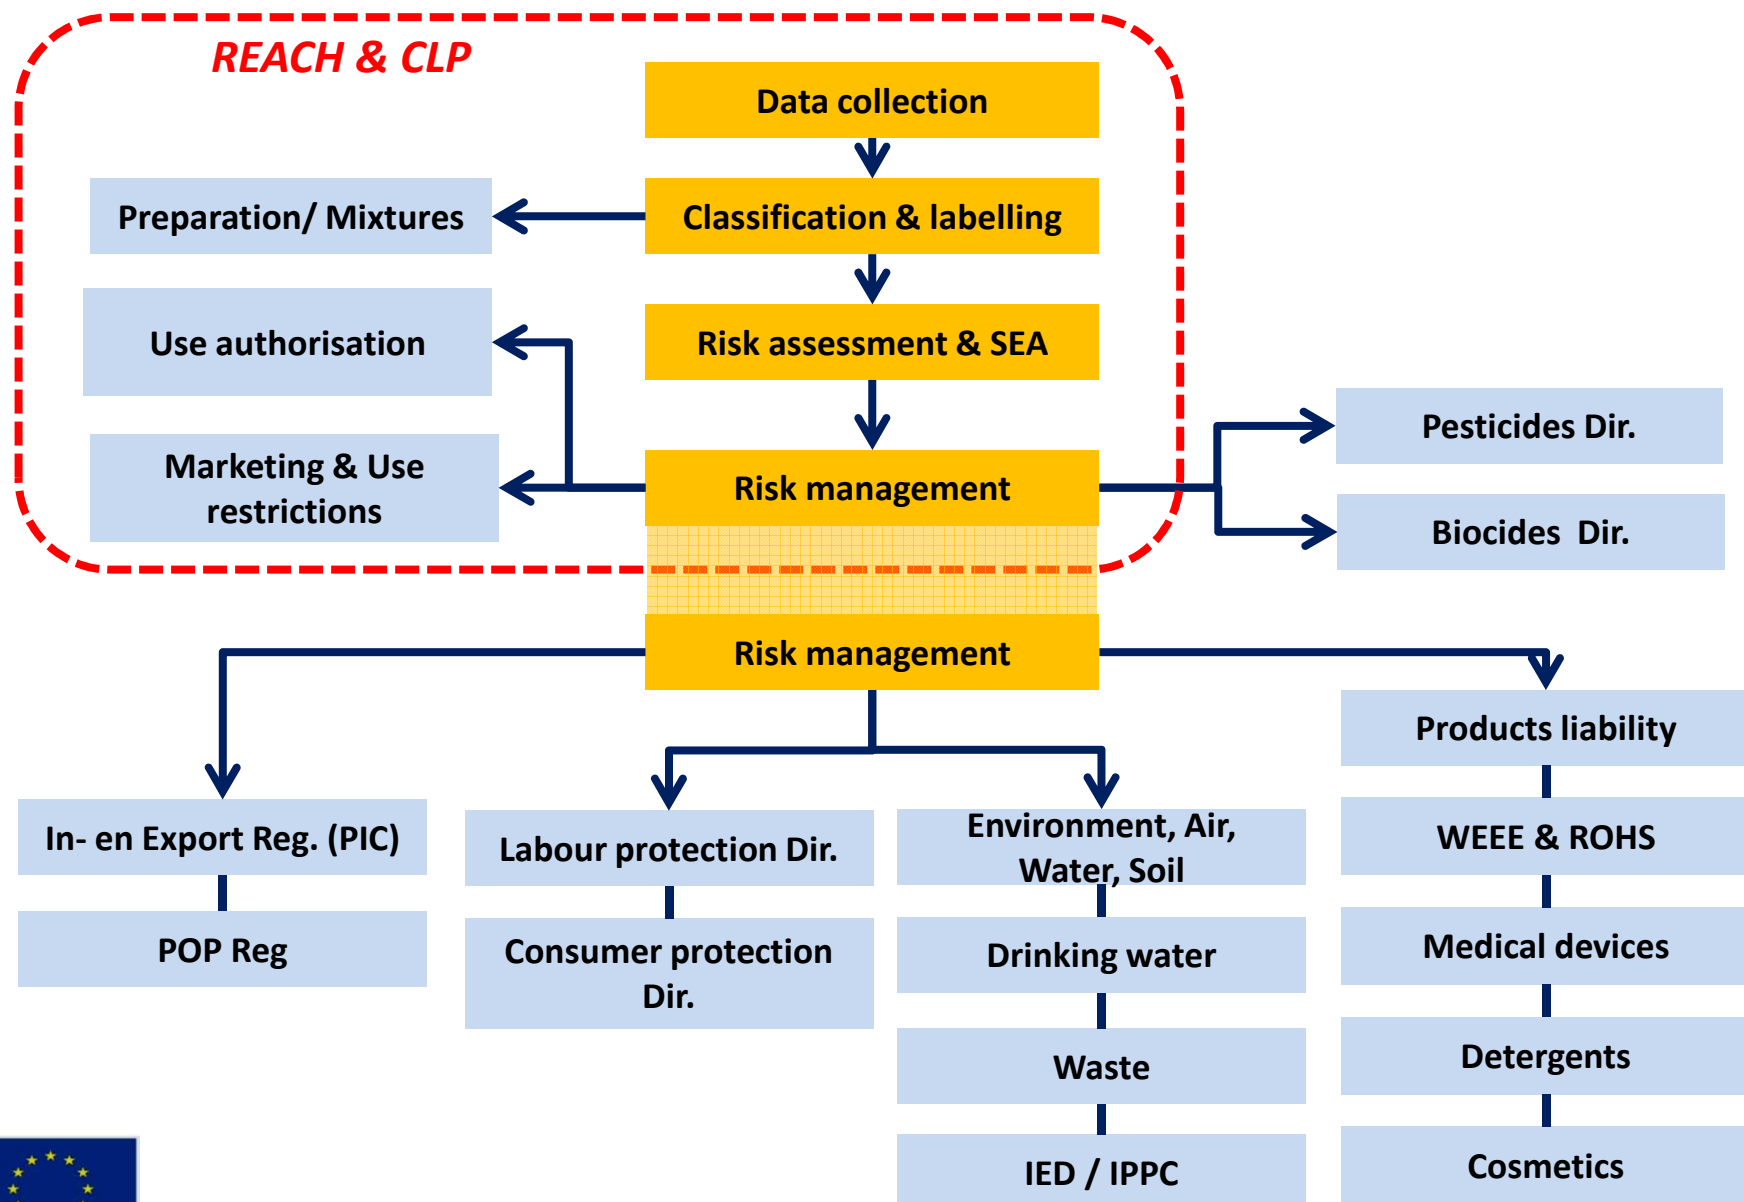 REACH & CLP
Data collection
Preparation/ Mixtures
Classification & labelling
Use authorisation
Risk assessment & SEA
Marketing & Use
restrictions
Risk management
Pesticides Dir.
Biocides Dir.
Risk management
In- en Export Reg. (PIC)
POP Reg
Labour protection Dir.
Consumer protection
Dir.
Environment, Air,
Water, Soil
Drinking water
Waste
IED / IPPC
Products liability
WEEE & ROHS
Medical devices
Detergents
Cosmetics